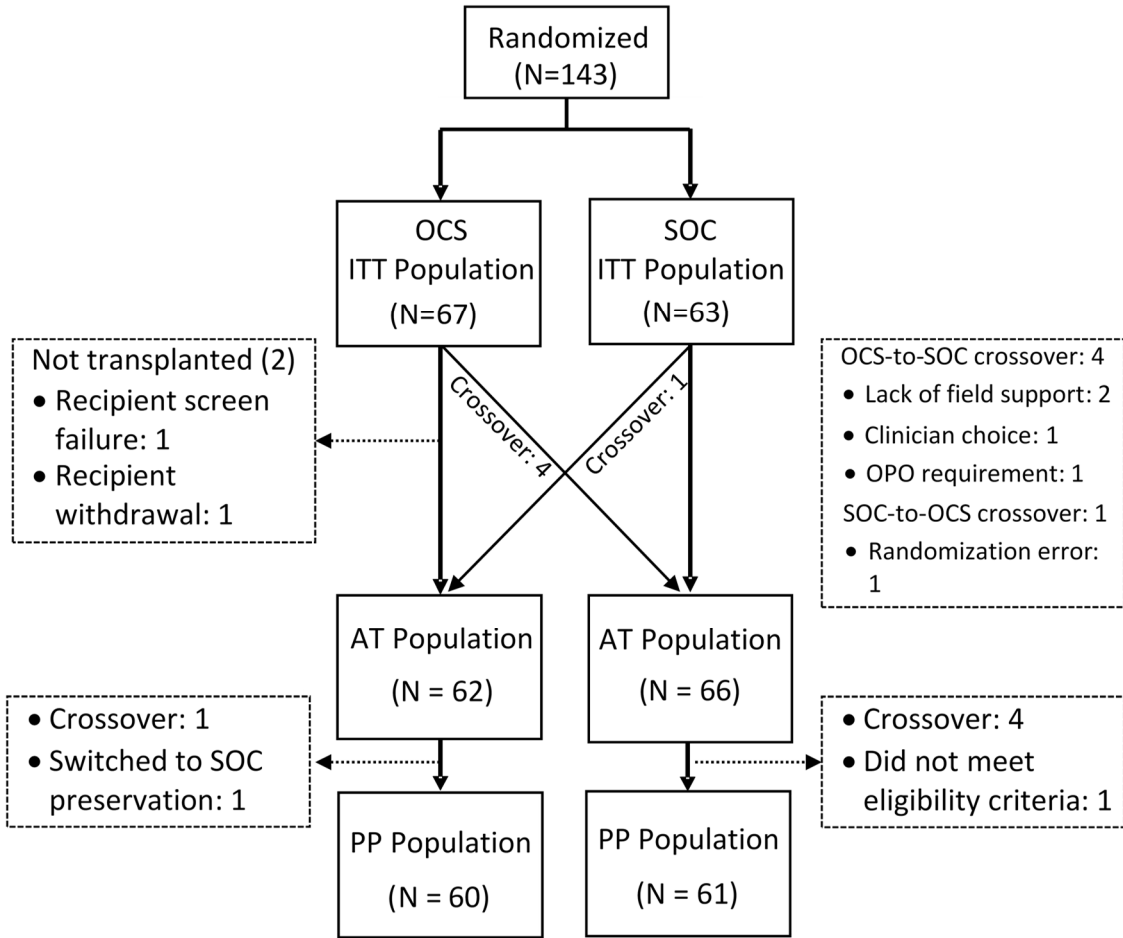 Randomized
(N=143)
OCS
ITT Population
(N=67)
SOC
ITT Population
(N=63)
Not transplanted (2)
• Recipient screen
failure: 1
• Recipient
withdrawal: 1
Crossover: 4
Crossover: 1
OCS-to-SOC crossover: 4
• Lack of field support: 2
• Clinician choice: 1
• OPO requirement: 1
SOC-to-OCS crossover: 1
• Randomization error:
1
AT Population
(N = 62)
AT Population
(N = 66)
• Crossover: 1
• Switched to SOC
preservation: 1
• Crossover: 4
• Did not meet
eligibility criteria: 1
PP Population
(N = 60)
PP Population
(N = 61)